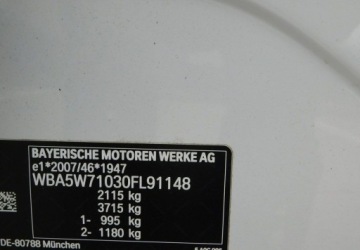 BAYERISCHE MOTOREN WERKE AG
e1*2007/46*1947
WBA5W71030FL91148
2115 kg
3715 kg
1- 995 kg
2- 1180 kg
DE-80788 München